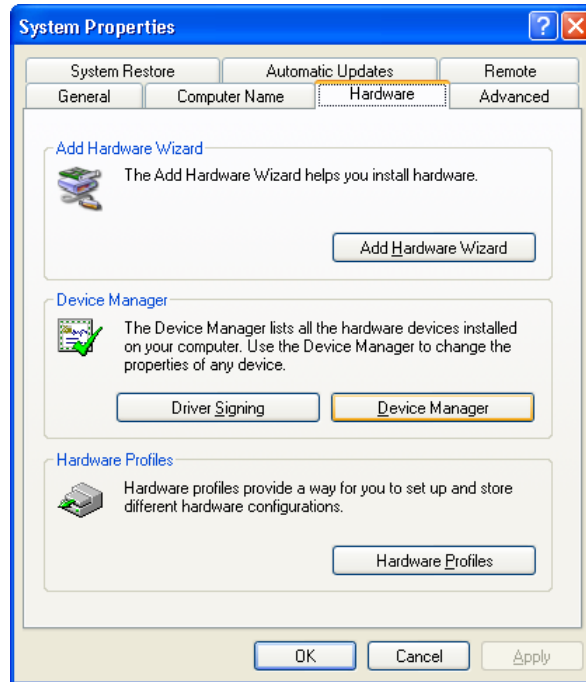 System Properties
System Restore
Automatic Updates
Remote
General
Computer Name
Hardware
Advanced
Add Hardware Wizard
The Add Hardware Wizard helps you install hardware.
Add Hardware Wizard
Device Manager
The Device Manager lists all the hardware devices installed
on your computer. Use the Device Manager to change the
properties of any device.
Driver Signing
Device Manager
Hardware Profiles
Hardware profiles provide a way for you to set up and store
different hardware configurations.
Hardware Profiles
OK
Cancel
Apply